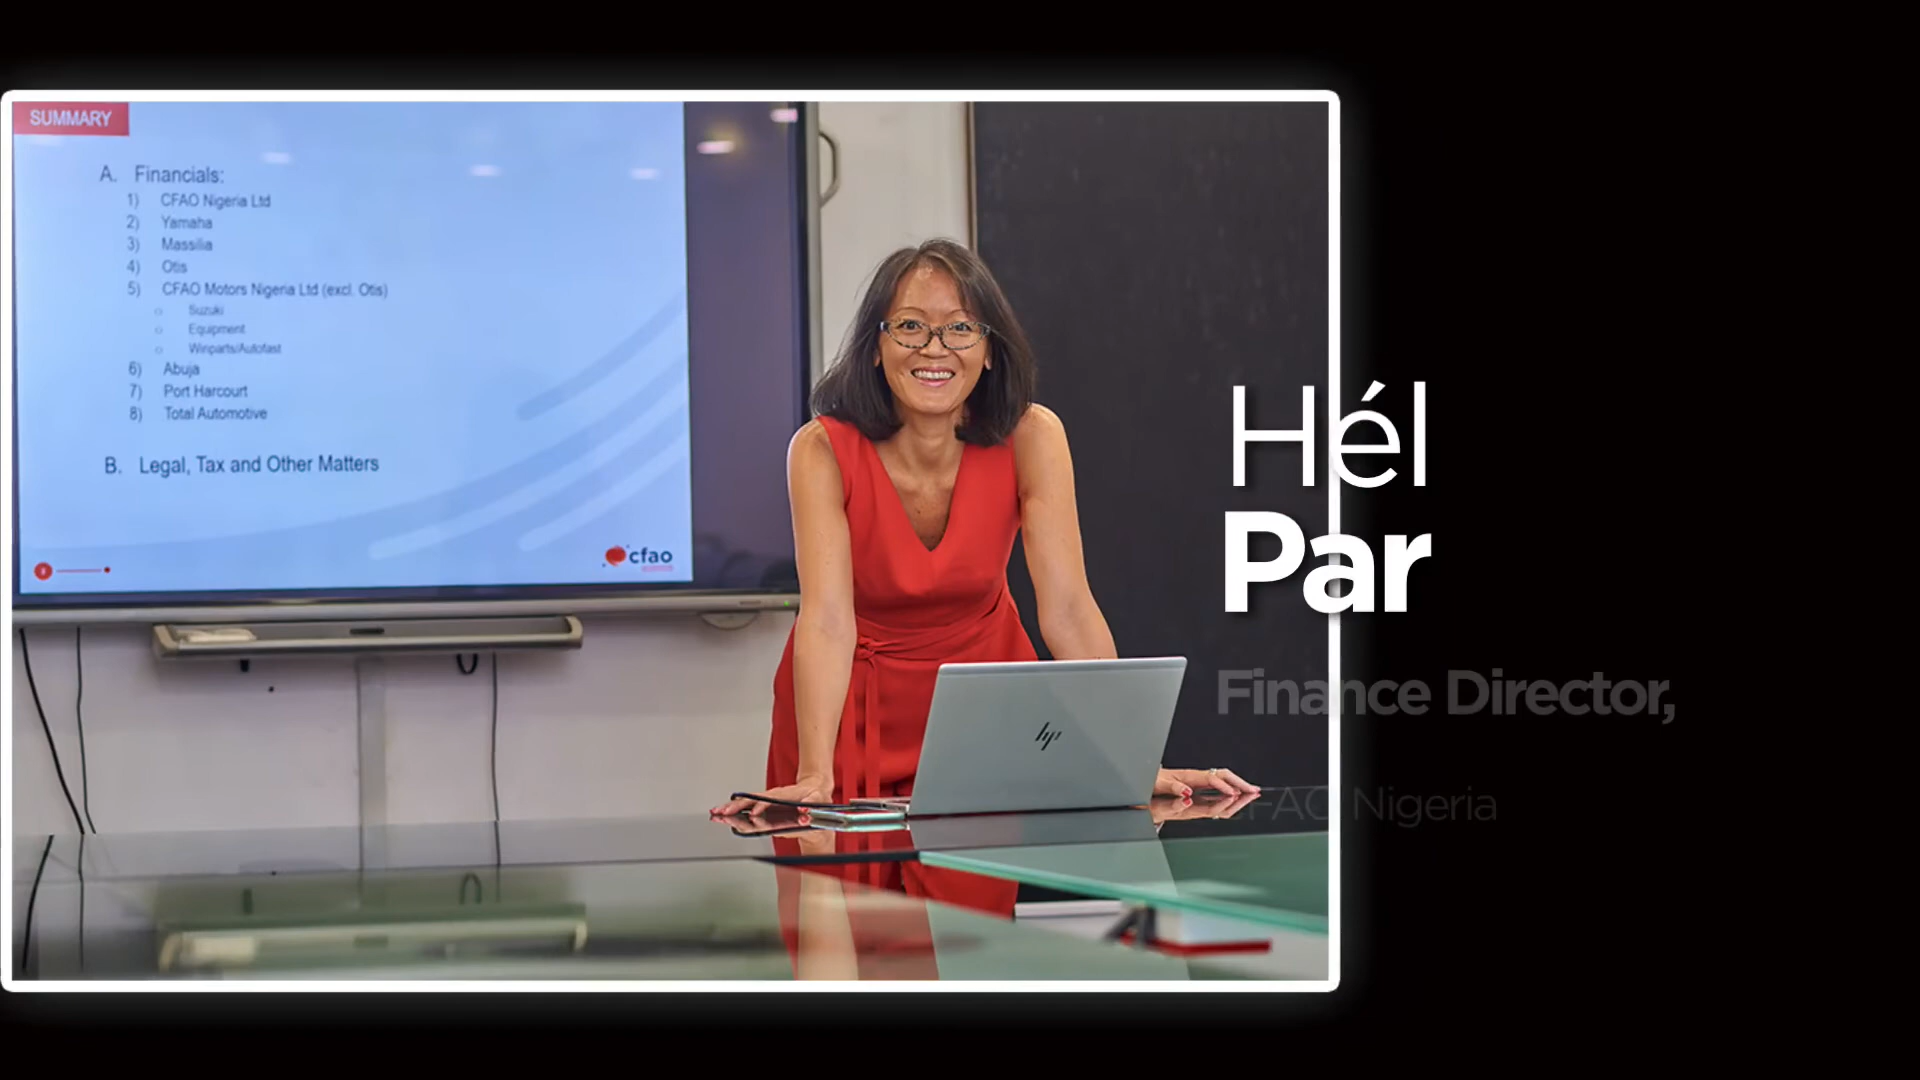 SUMMARY
A. Financials:
1) CFAO Nigeria Ltd
2) Yamaha
3) Massilia
4) Otis
5) CFAO Motors Nigeria Ltd (excl. Otis)
o Suzuki
o Equipment
o Winparts/Autofast
6) Abuja
7) Port Harcourt
8) Total Automotive
B. Legal, Tax and Other Matters
cfao
hp
Hél
Par
Finance Director,
CFAO Nigeria